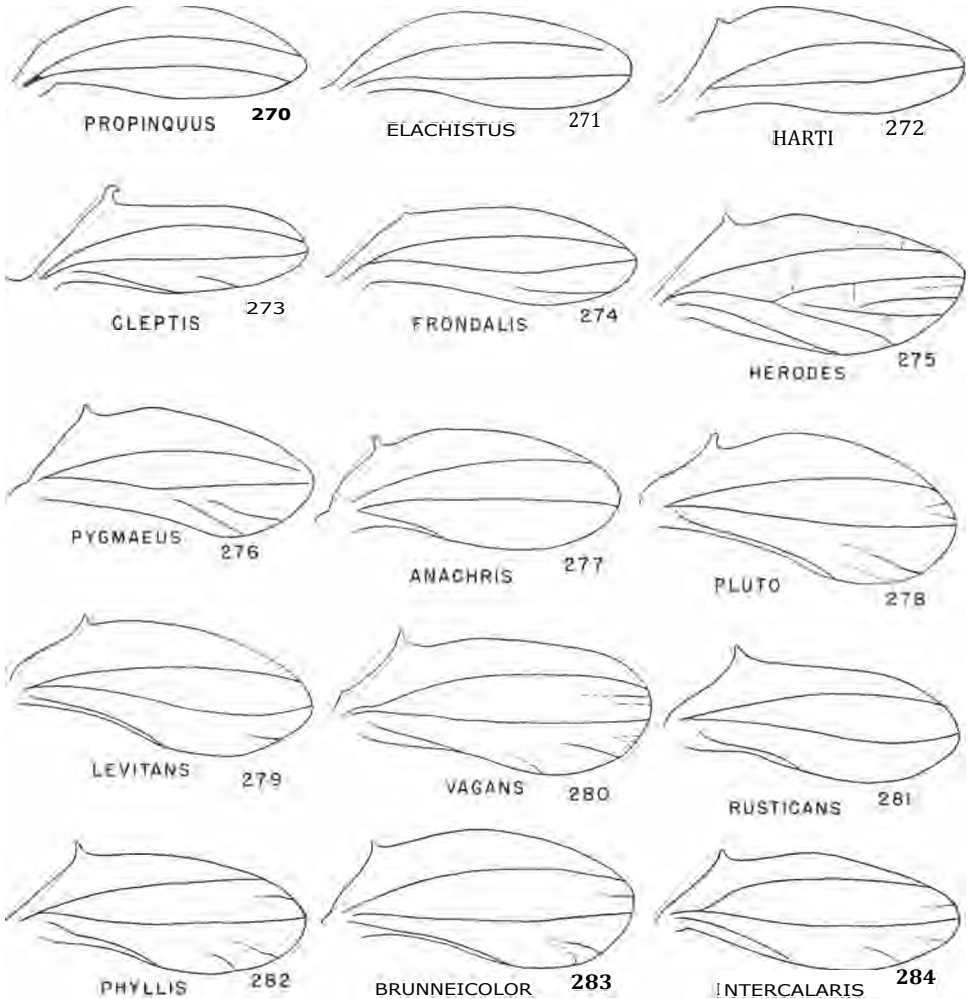 PROPINQUUS 270
ELACHISTUS 271
HARTI 272
CLEPTIS 273
FRONDALIS 274
HERODES 275
PYGMAEUS 276
ANACHRIS 277
PLUTO 278
LEVITANS 279
VAGANS 280
RUSTICANS 281
PHYLLIS 282
BRUNNEICOLOR 283
INTERCALARIS 284